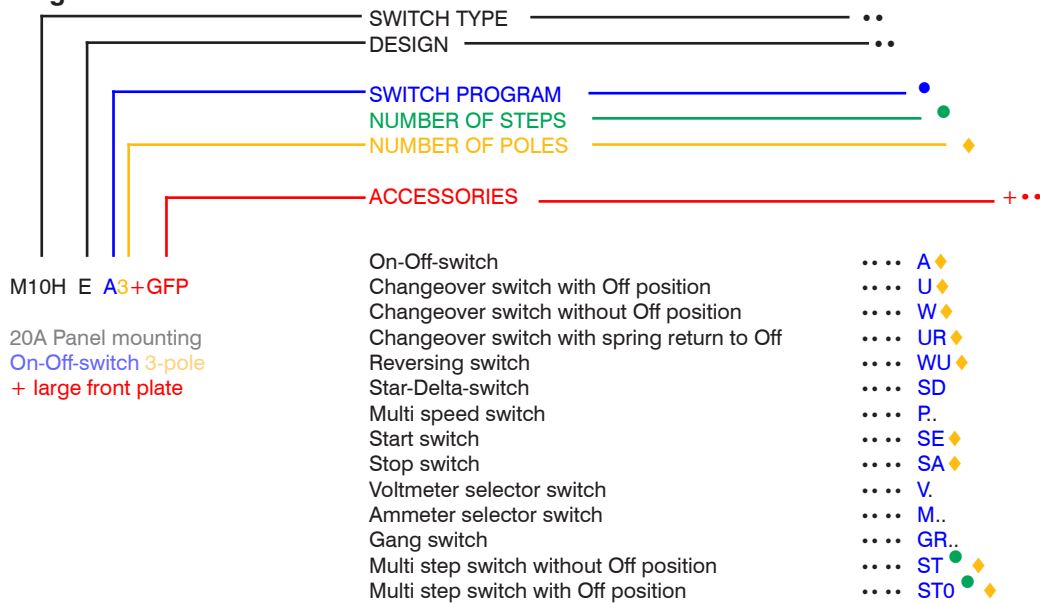 SWITCH TYPE ••
DESIGN ••
SWITCH PROGRAM •
NUMBER OF STEPS •
NUMBER OF POLES ♦
ACCESSORIES +••
M10H E A3+GFP
20A Panel mounting
On-Off-switch 3-pole
+ large front plate
On-Off-switch •• •• A♦
Changeover switch with Off position •• •• U♦
Changeover switch without Off position •• •• W♦
Changeover switch with spring return to Off •• •• UR♦
Reversing switch •• •• WU♦
Star-Delta-switch •• •• SD
Multi speed switch •• •• P..
Start switch •• •• SE♦
Stop switch •• •• SA♦
Voltmeter selector switch •• •• V.
Ammeter selector switch •• •• M..
Gang switch •• •• GR..
Multi step switch without Off position •• •• ST • ♦
Multi step switch with Off position •• •• ST0 • ♦